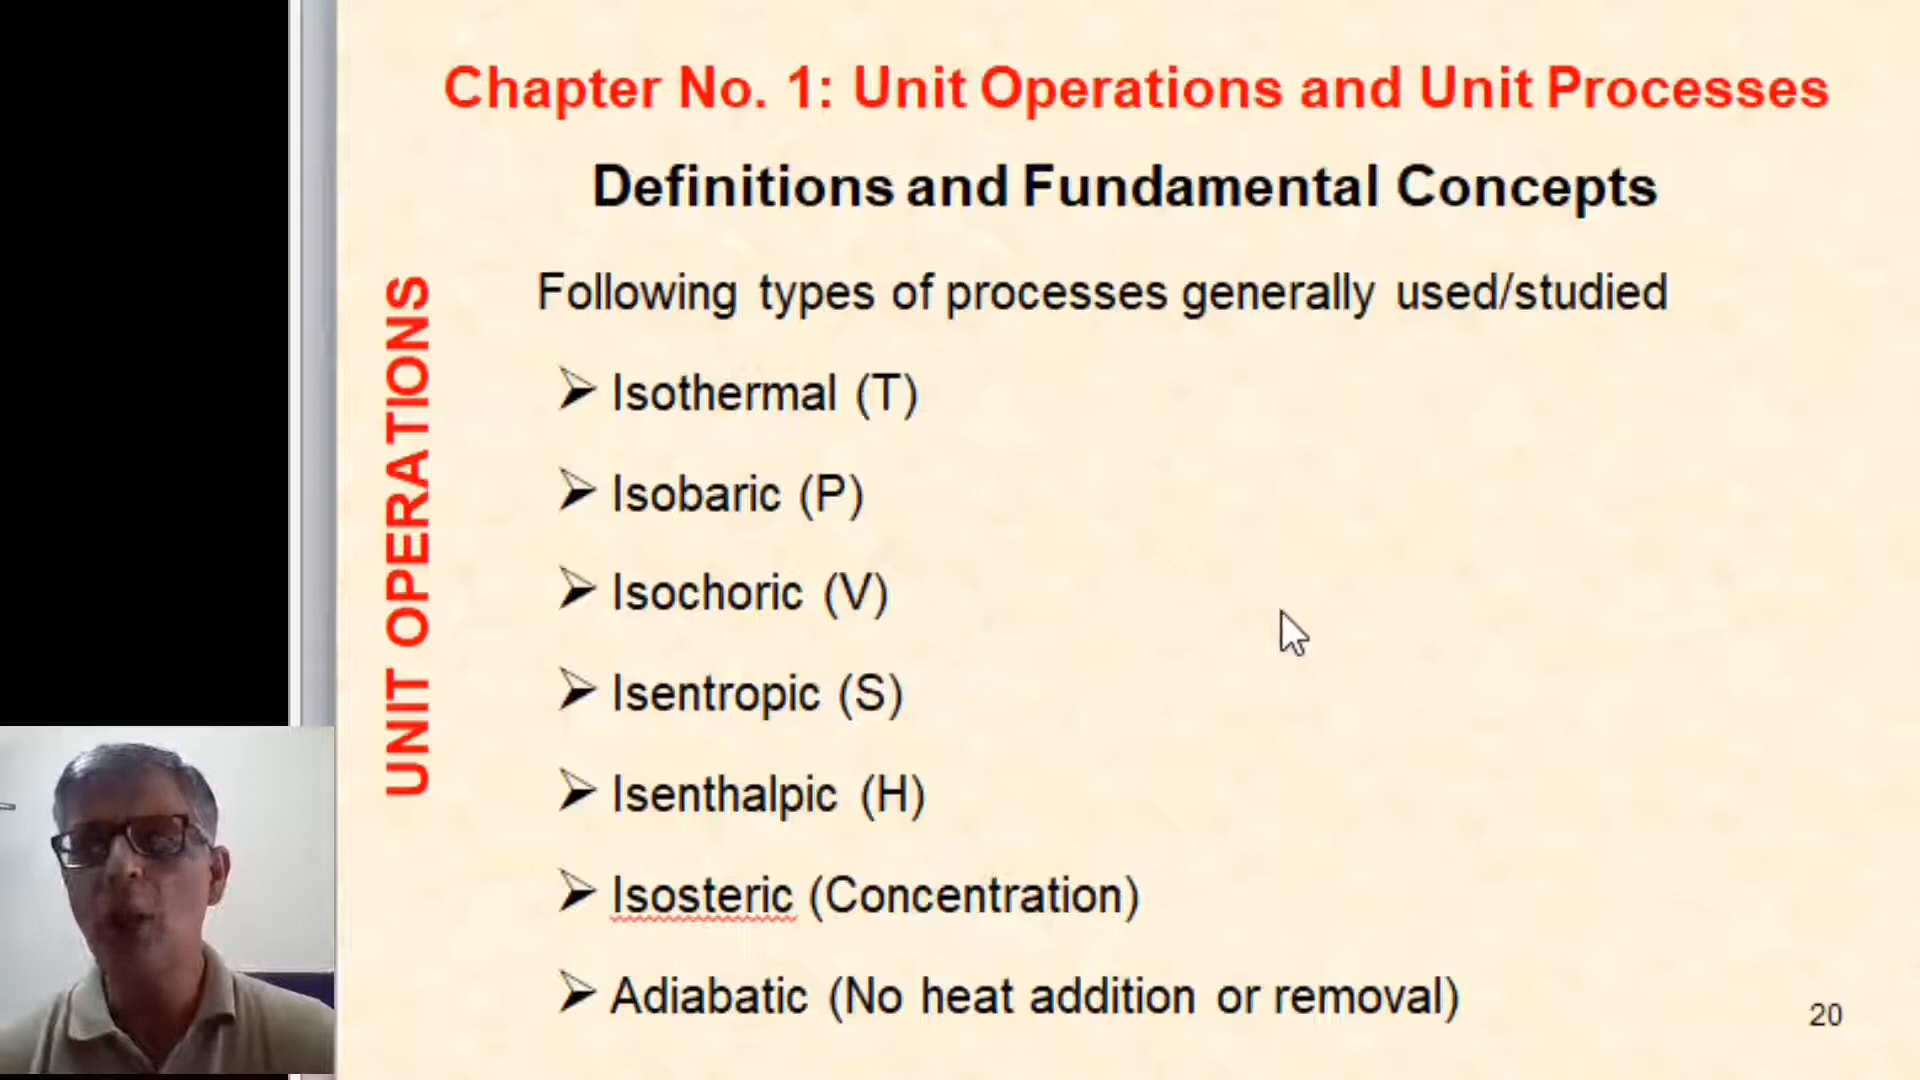 Chapter No. 1: Unit Operations and Unit Processes
Definitions and Fundamental Concepts
UNIT OPERATIONS
Following types of processes generally used/studied
Isothermal (T)
Isobaric (P)
Isochoric (V)
Isentropic (S)
Isenthalpic (H)
Isosteric (Concentration)
Adiabatic (No heat addition or removal)
20